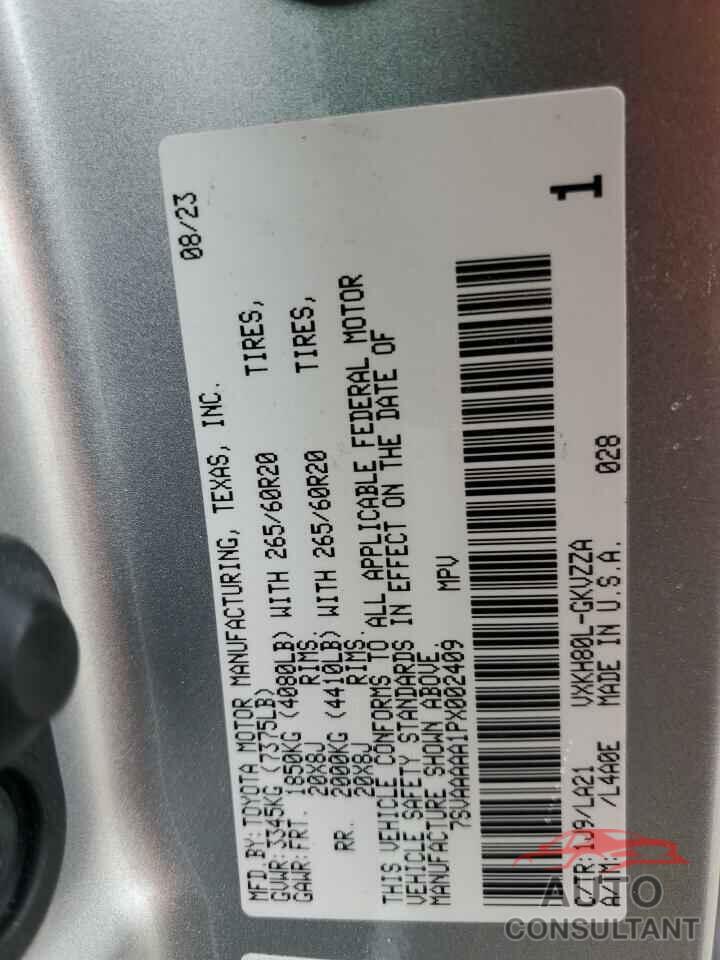 MFD BY: TOYOTA MOTOR MANUFACTURING, TEXAS, INC. 08/23
GVWR: 3345KG (7375LB)
GAWR: FRT. 1850KG (4080LB) WITH 265/60R20 TIRES,
20X8J RIMS.
RR. 2000KG (4410LB) WITH 265/60R20 TIRES,
20X8J RIMS.
THIS VEHICLE CONFORMS TO ALL APPLICABLE FEDERAL MOTOR
VEHICLE SAFETY STANDARDS IN EFFECT ON THE DATE OF
MANUFACTURE SHOWN ABOVE.
7SVAAAAA1PX002409 MPV
1
C/TR: 1J9/LA21 VXKH80L-GKVZZA
A/TM: /L4A0E MADE IN U.S.A. 028
AUTO
CONSULTANT